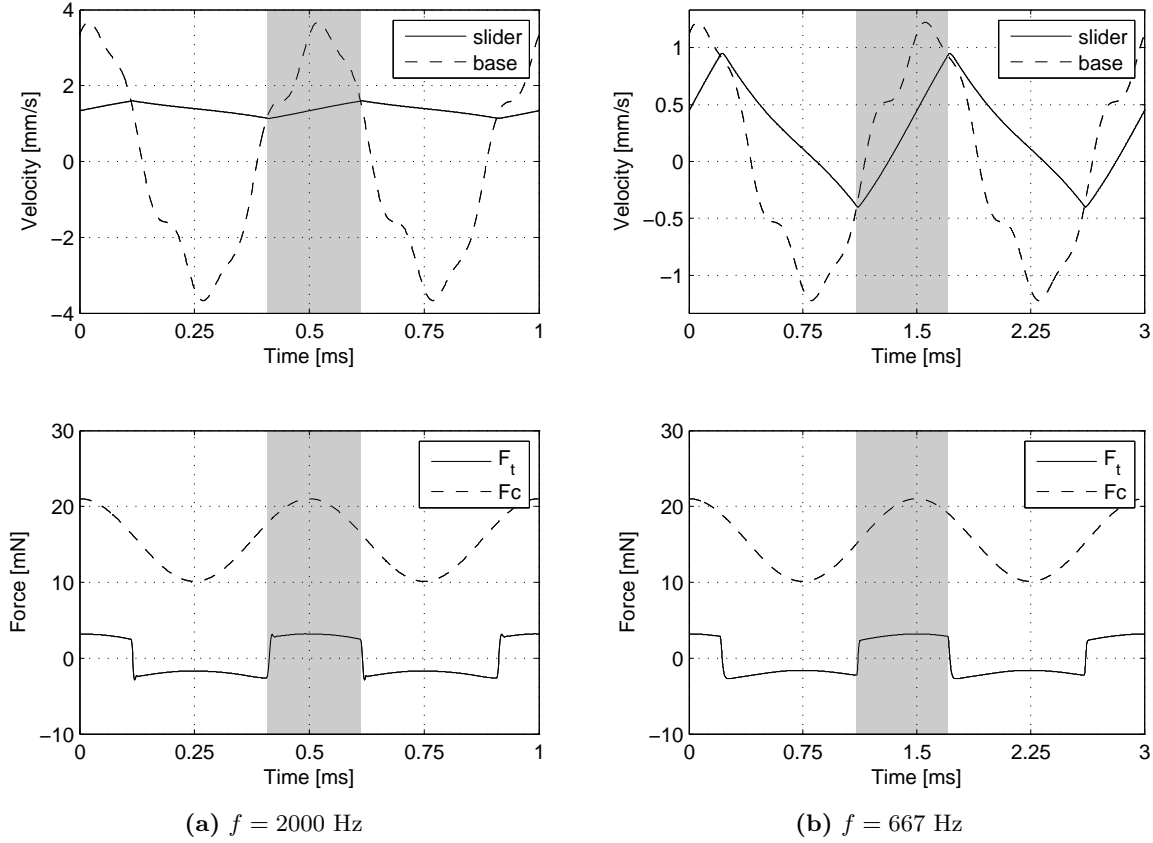 4
2
0
−2
−4
Velocity [mm/s]
slider
base
0 0.25 0.5 0.75 1
Time [ms]
1
0.5
0
−0.5
−1
Velocity [mm/s]
slider
base
0 0.75 1.5 2.25 3
Time [ms]
30
20
10
0
−10
Force [mN]
F_t
Fc
0 0.25 0.5 0.75 1
Time [ms]
(a) f = 2000 Hz
30
20
10
0
−10
Force [mN]
F_t
Fc
0 0.75 1.5 2.25 3
Time [ms]
(b) f = 667 Hz